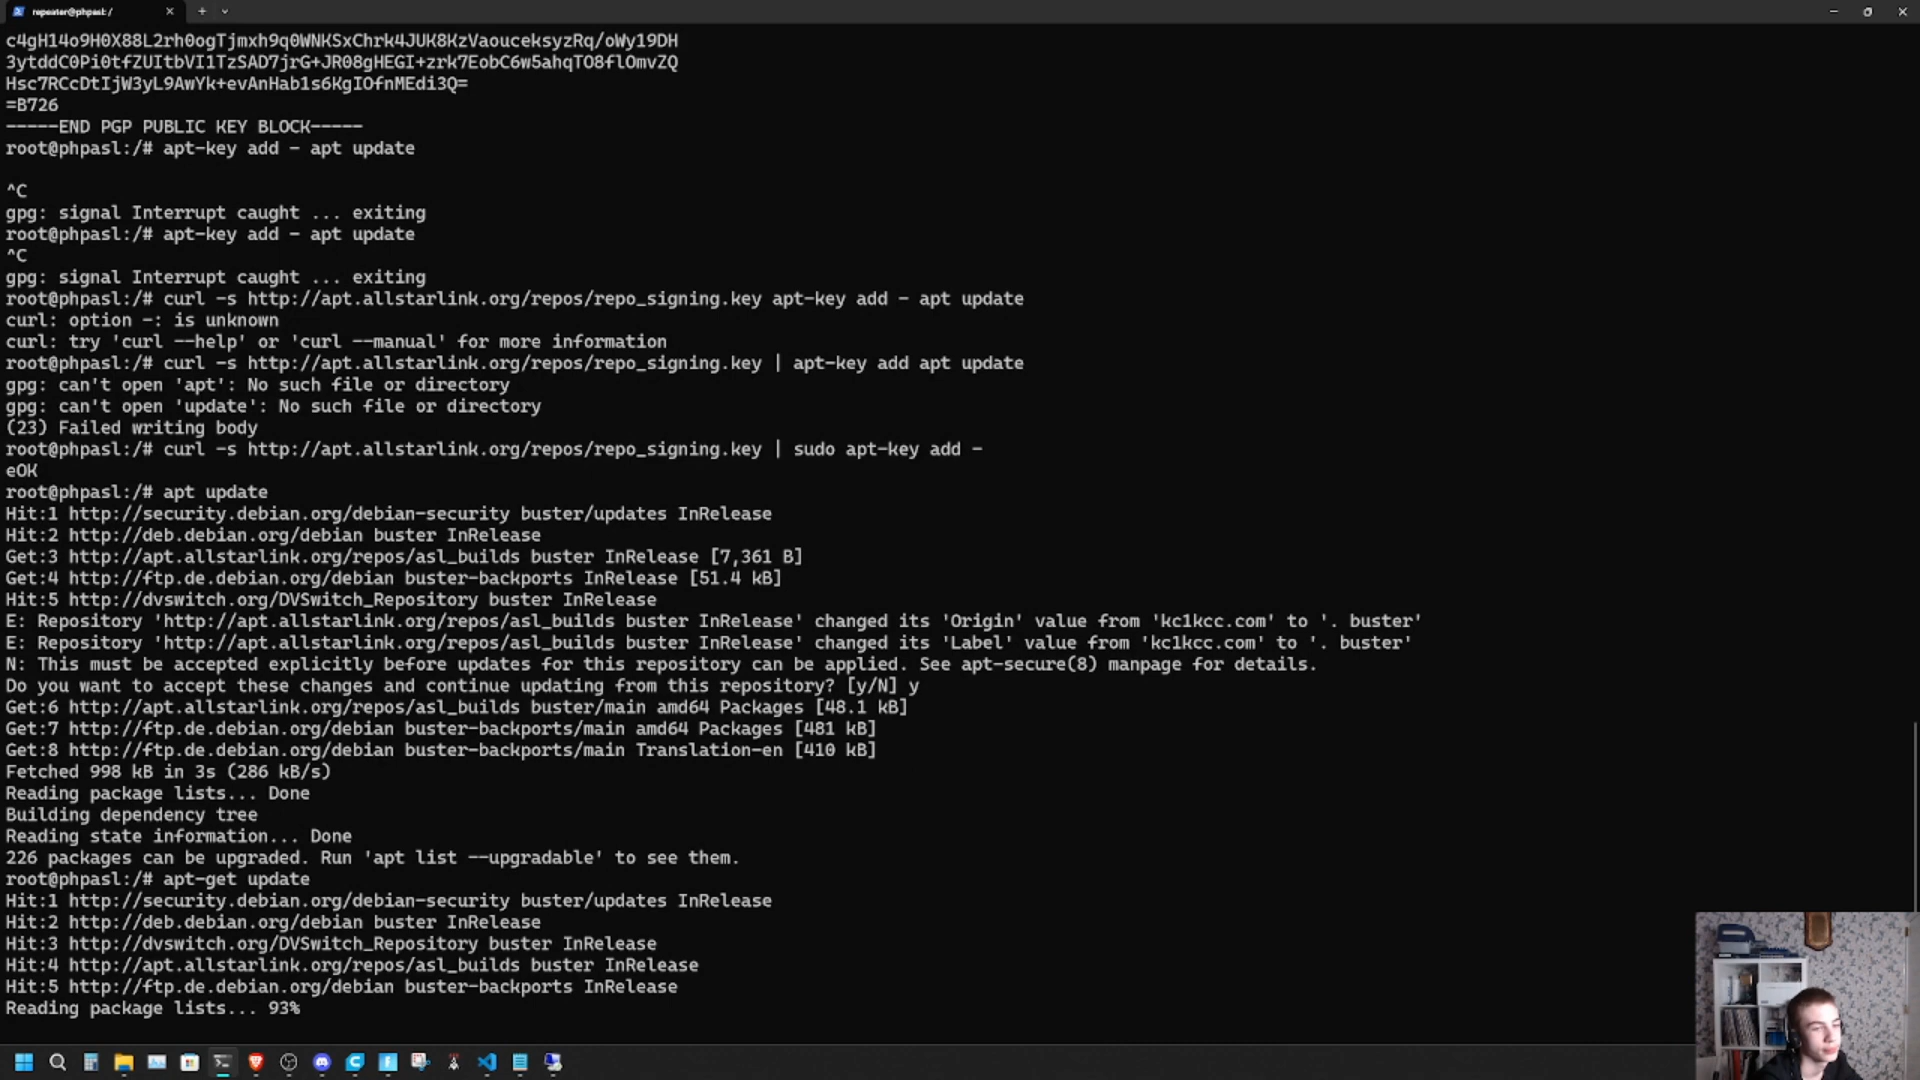 repeater@phpasl: /
c4gH14o9H0X88L2rh0ogTjmxh9q0WNKSxChrk4JUK8KzVaouceksyzRq/oWy19DH
3ytddC0Pi0tfZUItbVI1TzSAD7jrG+JR08gHEGI+zrk7EobC6w5ahqTO8flOmvZQ
Hsc7RCcDtIjW3yL9AwYk+evAnHab1s6KgIOfnMEdi3Q=
=B726
-----END PGP PUBLIC KEY BLOCK-----
root@phpasl:/# apt-key add - apt update
^C
gpg: signal Interrupt caught ... exiting
root@phpasl:/# apt-key add - apt update
^C
gpg: signal Interrupt caught ... exiting
root@phpasl:/# curl -s http://apt.allstarlink.org/repos/repo_signing.key apt-key add - apt update
curl: option -: is unknown
curl: try 'curl --help' or 'curl --manual' for more information
root@phpasl:/# curl -s http://apt.allstarlink.org/repos/repo_signing.key | apt-key add apt update
gpg: can't open 'apt': No such file or directory
gpg: can't open 'update': No such file or directory
(23) Failed writing body
root@phpasl:/# curl -s http://apt.allstarlink.org/repos/repo_signing.key | sudo apt-key add -
eOK
root@phpasl:/# apt update
Hit:1 http://security.debian.org/debian-security buster/updates InRelease
Hit:2 http://deb.debian.org/debian buster InRelease
Get:3 http://apt.allstarlink.org/repos/asl_builds buster InRelease [7,361 B]
Get:4 http://ftp.de.debian.org/debian buster-backports InRelease [51.4 kB]
Hit:5 http://dvswitch.org/DVSwitch_Repository buster InRelease
E: Repository 'http://apt.allstarlink.org/repos/asl_builds buster InRelease' changed its 'Origin' value from 'kc1kcc.com' to '. buster'
E: Repository 'http://apt.allstarlink.org/repos/asl_builds buster InRelease' changed its 'Label' value from 'kc1kcc.com' to '. buster'
N: This must be accepted explicitly before updates for this repository can be applied. See apt-secure(8) manpage for details.
Do you want to accept these changes and continue updating from this repository? [y/N] y
Get:6 http://apt.allstarlink.org/repos/asl_builds buster/main amd64 Packages [48.1 kB]
Get:7 http://ftp.de.debian.org/debian buster-backports/main amd64 Packages [481 kB]
Get:8 http://ftp.de.debian.org/debian buster-backports/main Translation-en [410 kB]
Fetched 998 kB in 3s (286 kB/s)
Reading package lists... Done
Building dependency tree
Reading state information... Done
226 packages can be upgraded. Run 'apt list --upgradable' to see them.
root@phpasl:/# apt-get update
Hit:1 http://security.debian.org/debian-security buster/updates InRelease
Hit:2 http://deb.debian.org/debian buster InRelease
Hit:3 http://dvswitch.org/DVSwitch_Repository buster InRelease
Hit:4 http://apt.allstarlink.org/repos/asl_builds buster InRelease
Hit:5 http://ftp.de.debian.org/debian buster-backports InRelease
Reading package lists... 93%